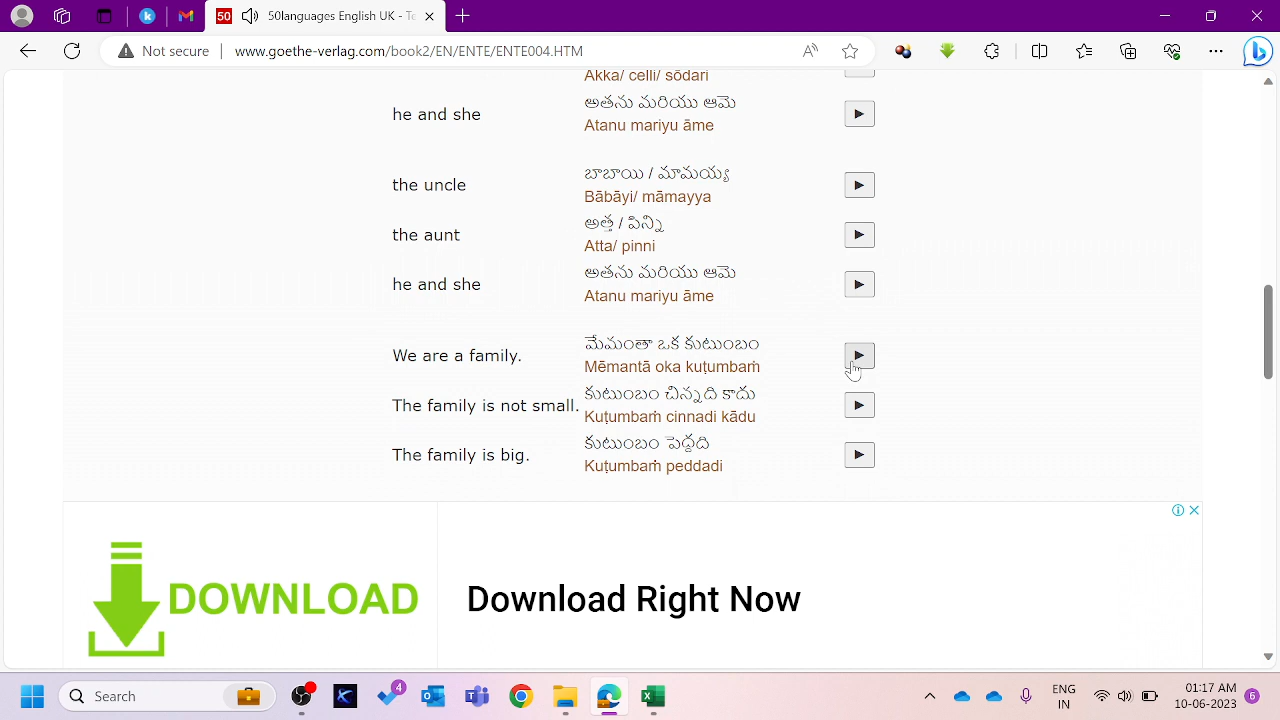 50
50languages English UK - Te
Not secure
www.goethe-verlag.com/book2/EN/ENTE/ENTE004.HTM
Akka/ celli/ sōdari
he and she
అతను మరియు ఆమె
Atanu mariyu āme
the uncle
బాబాయి / మామయ్య
Bābāyi/ māmayya
the aunt
అత్త / పిన్ని
Atta/ pinni
he and she
అతను మరియు ఆమె
Atanu mariyu āme
We are a family.
మేమంతా ఒక కుటుంబం
Mēmantā oka kuṭumbaṁ
The family is not small.
కుటుంబం చిన్నది కాదు
Kuṭumbaṁ cinnadi kādu
The family is big.
కుటుంబం పెద్దది
Kuṭumbaṁ peddadi
DOWNLOAD
Download Right Now
Search
4
ENG
IN
01:17 AM
10-06-2023
6